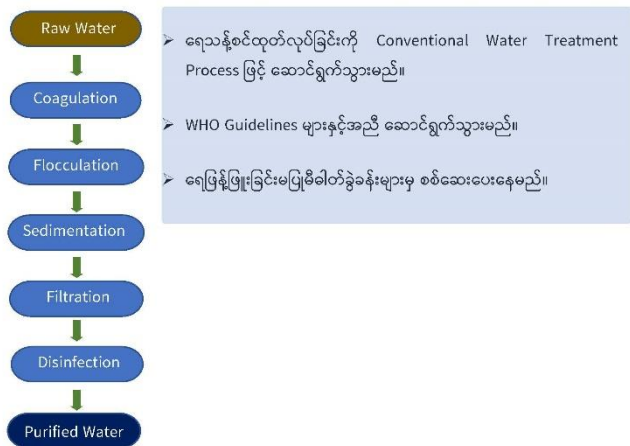 Raw Water
Coagulation
Flocculation
Sedimentation
Filtration
Disinfection
Purified Water
➢ ရေသန့်စင်ထုတ်လုပ်ခြင်းကို Conventional Water Treatment
Process ဖြင့် ဆောင်ရွက်သွားမည်။
➢ WHO Guidelines များနှင့်အညီ ဆောင်ရွက်သွားမည်။
➢ ရေဖြန့်ဖြူးခြင်းမပြုမီဓါတ်ခွဲခန်းများမှ စစ်ဆေးပေးနေမည်။